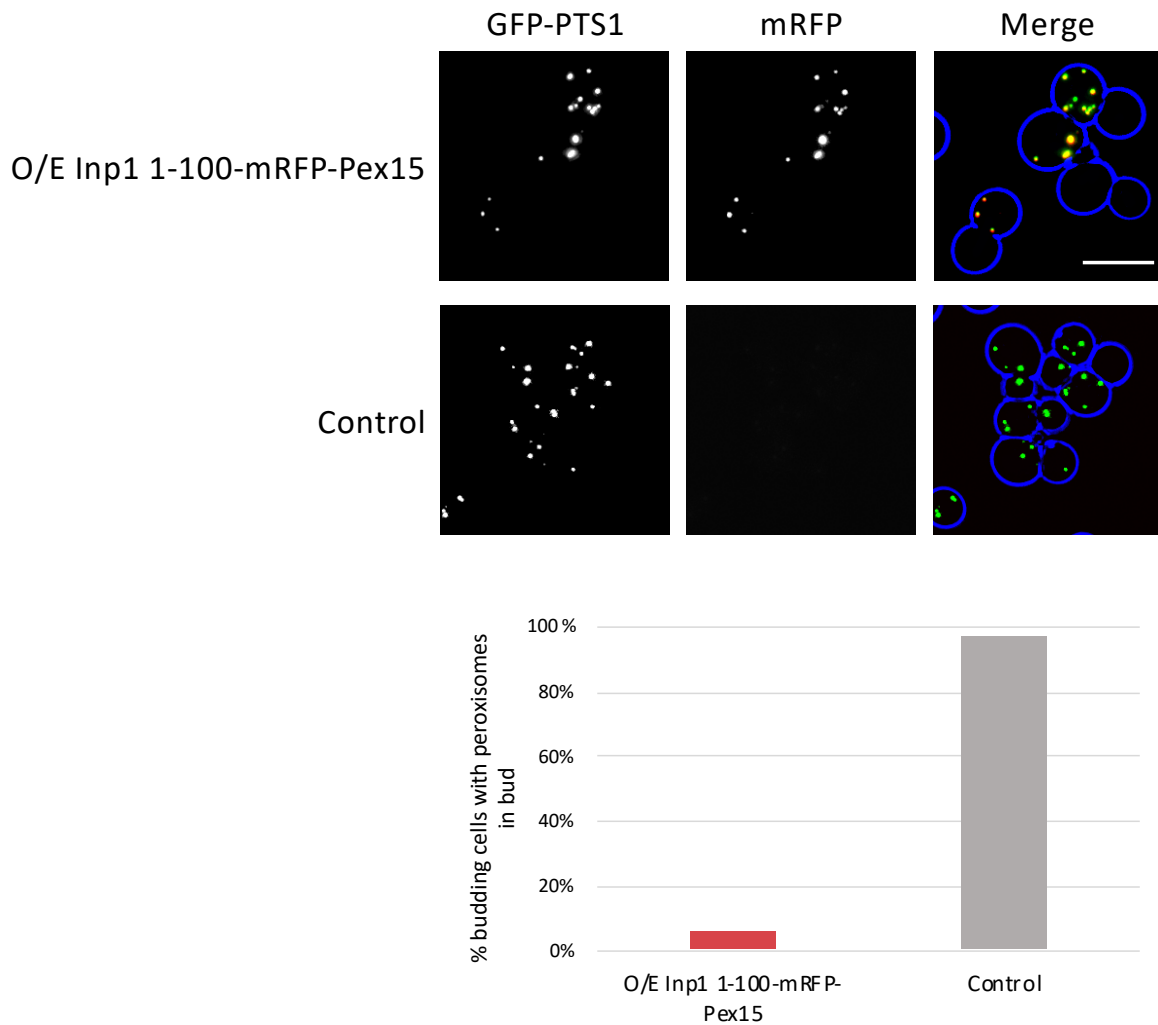 GFP-PTS1 mRFP Merge
O/E Inp1 1-100-mRFP-Pex15
Control
% budding cells with peroxisomes
in bud
100 %
80%
60%
40%
20%
0%
O/E Inp1 1-100-mRFP-
Pex15
Control